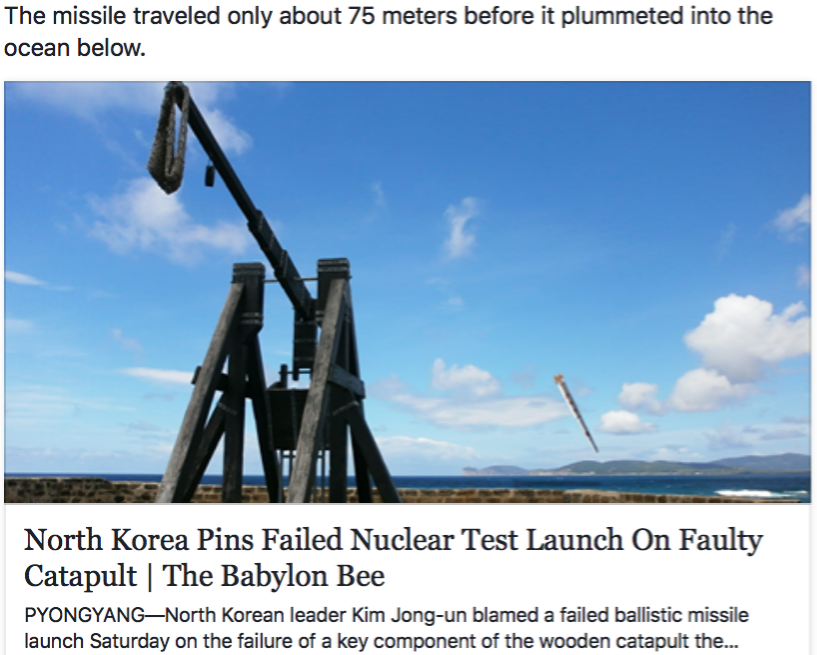 The missile traveled only about 75 meters before it plummeted into the
ocean below.
North Korea Pins Failed Nuclear Test Launch On Faulty
Catapult | The Babylon Bee
PYONGYANG—North Korean leader Kim Jong-un blamed a failed ballistic missile
launch Saturday on the failure of a key component of the wooden catapult the...